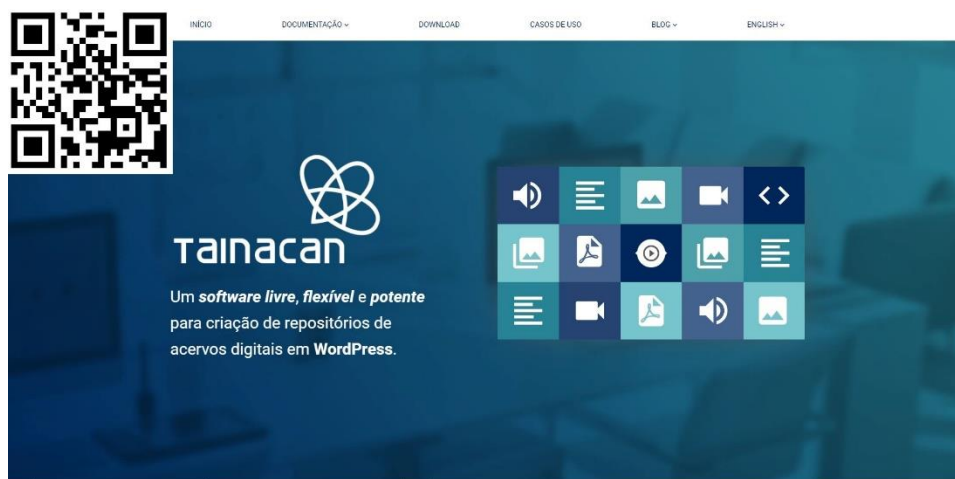 INÍCIO DOCUMENTAÇÃO DOWNLOAD CASOS DE USO BLOG ENGLISH
Tainacan
Um software livre, flexível e potente
para criação de repositórios de
acervos digitais em WordPress.